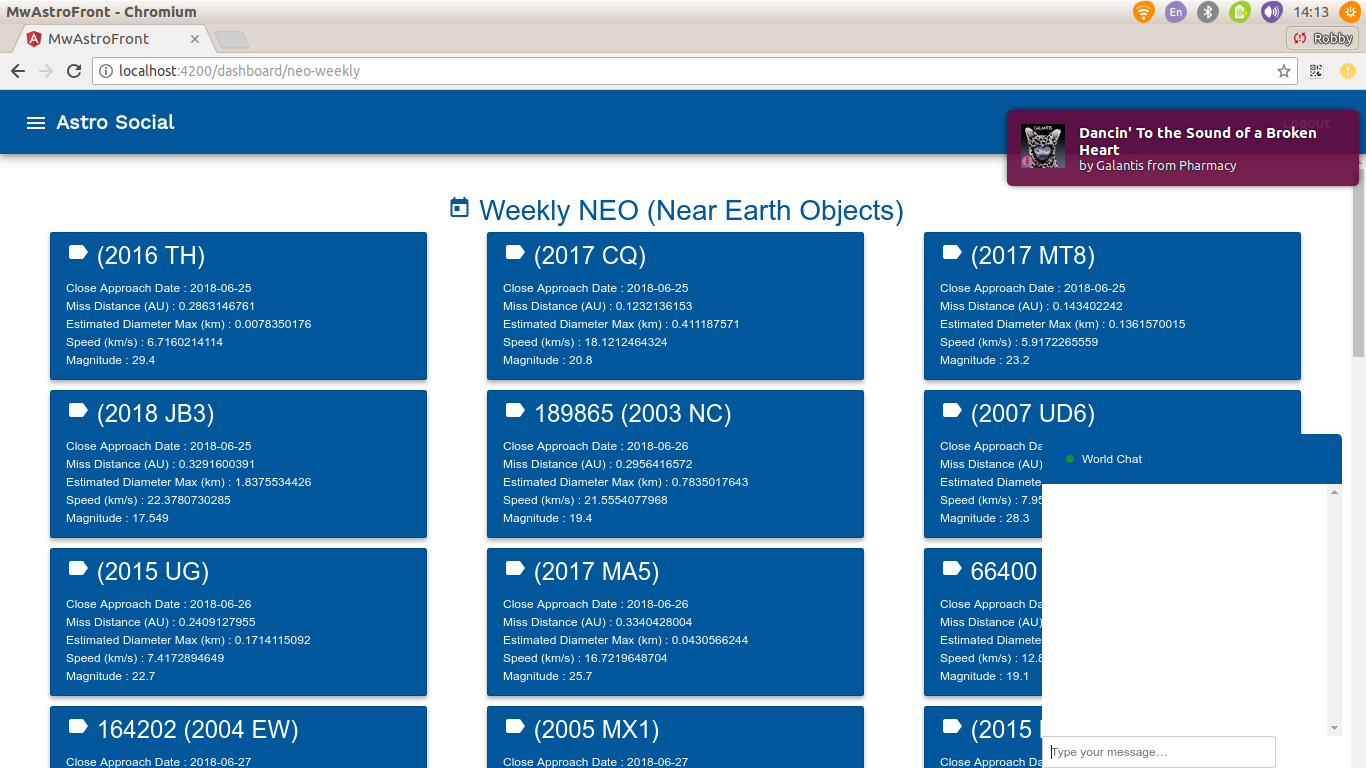 MwAstroFront - Chromium
En
14:13
MwAstroFront
Robby
localhost:4200/dashboard/neo-weekly
Astro Social
Logout
GALANTIS
Dancin' To the Sound of a Broken
Heart
by Galantis from Pharmacy
Weekly NEO (Near Earth Objects)
(2016 TH)
Close Approach Date : 2018-06-25
Miss Distance (AU) : 0.2863146761
Estimated Diameter Max (km) : 0.0078350176
Speed (km/s) : 6.7160214114
Magnitude : 29.4
(2017 CQ)
Close Approach Date : 2018-06-25
Miss Distance (AU) : 0.1232136153
Estimated Diameter Max (km) : 0.411187571
Speed (km/s) : 18.1212464324
Magnitude : 20.8
(2017 MT8)
Close Approach Date : 2018-06-25
Miss Distance (AU) : 0.143402242
Estimated Diameter Max (km) : 0.1361570015
Speed (km/s) : 5.9172265559
Magnitude : 23.2
(2018 JB3)
Close Approach Date : 2018-06-25
Miss Distance (AU) : 0.3291600391
Estimated Diameter Max (km) : 1.8375534426
Speed (km/s) : 22.3780730285
Magnitude : 17.549
189865 (2003 NC)
Close Approach Date : 2018-06-26
Miss Distance (AU) : 0.2956416572
Estimated Diameter Max (km) : 0.7835017643
Speed (km/s) : 21.5554077968
Magnitude : 19.4
(2007 UD6)
Close Approach Da
Miss Distance (AU)
Estimated Diamete
Speed (km/s) : 7.95
Magnitude : 28.3
(2015 UG)
Close Approach Date : 2018-06-26
Miss Distance (AU) : 0.2409127955
Estimated Diameter Max (km) : 0.1714115092
Speed (km/s) : 7.4172894649
Magnitude : 22.7
(2017 MA5)
Close Approach Date : 2018-06-26
Miss Distance (AU) : 0.3340428004
Estimated Diameter Max (km) : 0.0430566244
Speed (km/s) : 16.7219648704
Magnitude : 25.7
66400
Close Approach Da
Miss Distance (AU)
Estimated Diamete
Speed (km/s) : 12.8
Magnitude : 19.1
164202 (2004 EW)
Close Approach Date : 2018-06-27
(2005 MX1)
Close Approach Date : 2018-06-27
(2015
Close Approach Da
World Chat
Type your message…